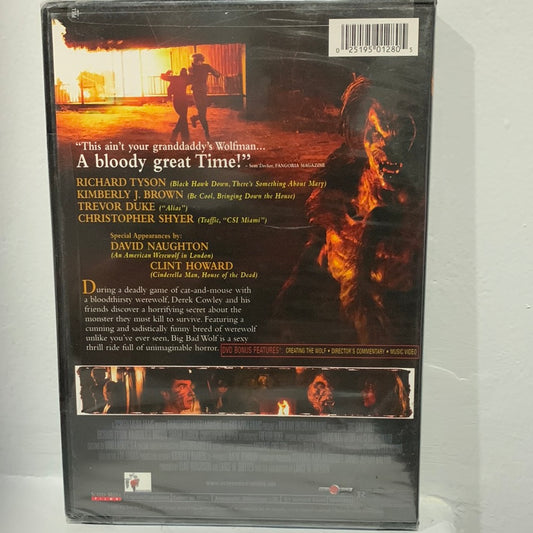 0 25195 01280 5
"This ain't your granddaddy's Wolfman...
A bloody great Time!" – Sean Decker, FANGORIA MAGAZINE
RICHARD TYSON (Black Hawk Down, There's Something About Mary)
KIMBERLY J. BROWN (Be Cool, Bringing Down the House)
TREVOR DUKE ("Alias")
CHRISTOPHER SHYER (Traffic, "CSI Miami")
Special Appearances by:
DAVID NAUGHTON
(An American Werewolf in London)
CLINT HOWARD
(Cinderella Man, House of the Dead)
During a deadly game of cat-and-mouse with
a bloodthirsty werewolf, Derek Cowley and his
friends discover a horrifying secret about the
monster they must kill to survive. Featuring a
cunning and sadistically funny breed of werewolf
unlike you've ever seen, Big Bad Wolf is a sexy
thrill ride full of unimaginable horror.
DVD BONUS FEATURES: CREATING THE WOLF • DIRECTOR'S COMMENTARY • MUSIC VIDEO